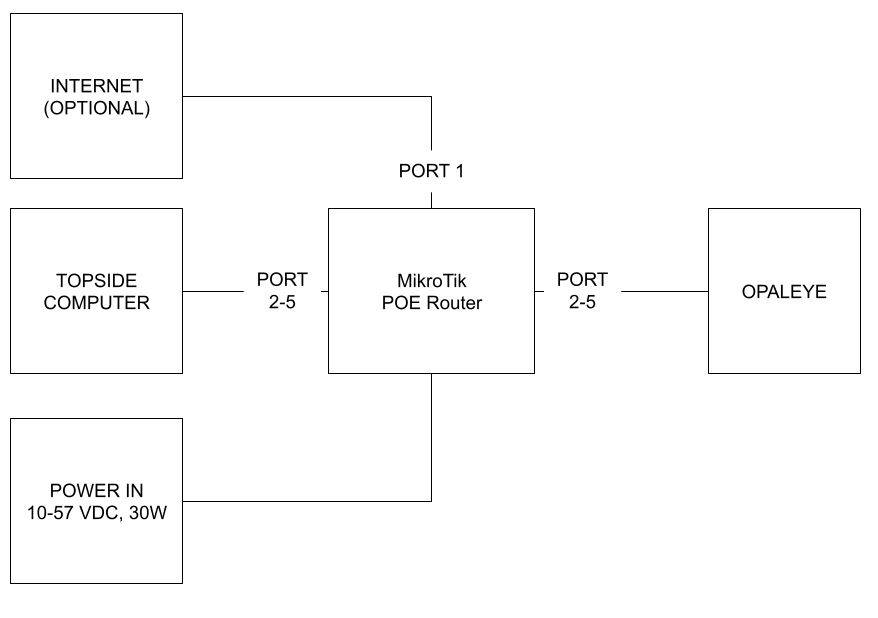 INTERNET
(OPTIONAL)
PORT 1
TOPSIDE
COMPUTER
PORT
2-5
MikroTik
POE Router
PORT
2-5
OPALEYE
POWER IN
10-57 VDC, 30W